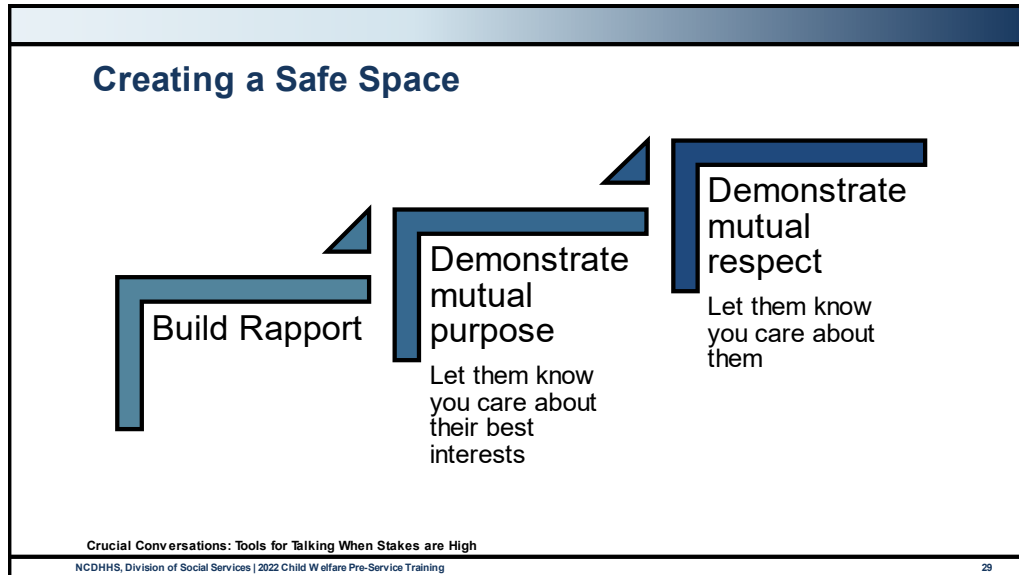 Creating a Safe Space
Build Rapport
Demonstrate
mutual
purpose
Let them know
you care about
their best
interests
Demonstrate
mutual
respect
Let them know
you care about
them
Crucial Conversations: Tools for Talking When Stakes are High
NCDHHS, Division of Social Services | 2022 Child Welfare Pre-Service Training
29